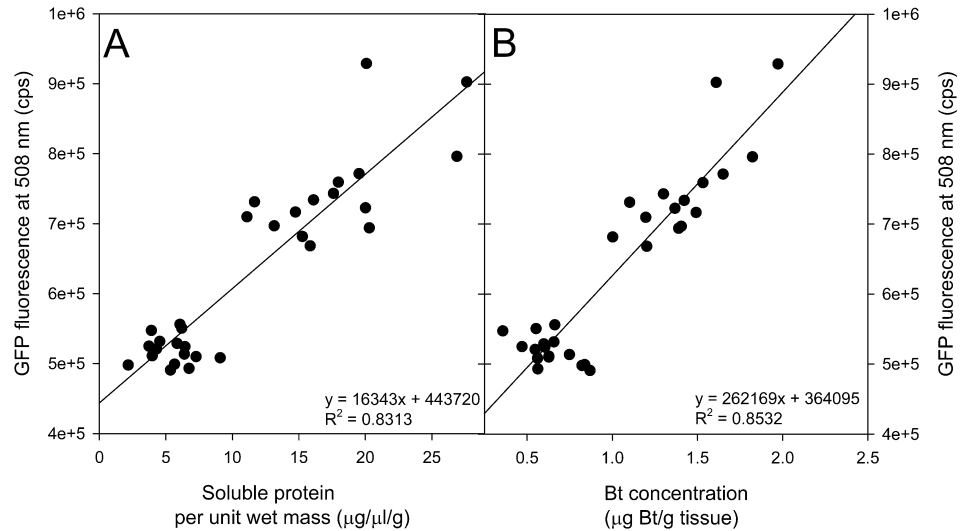 A
B
GFP fluorescence at 508 nm (cps)
1e+6
9e+5
8e+5
7e+5
6e+5
5e+5
4e+5
0
5
10
15
20
25
y = 16343x + 443720
R² = 0.8313
Soluble protein
per unit wet mass (μg/μl/g)
0.5
1.0
1.5
2.0
2.5
y = 262169x + 364095
R² = 0.8532
Bt concentration
(μg Bt/g tissue)
1e+6
9e+5
8e+5
7e+5
6e+5
5e+5
4e+5
GFP fluorescence at 508 nm (cps)